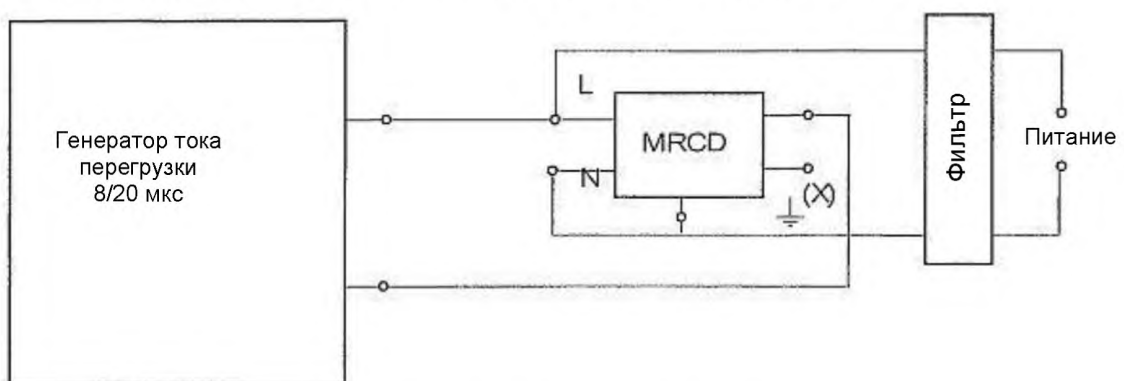 Генератор тока
перегрузки
8/20 мкс
L
N
MRCD
(X)
Фильтр
Питание